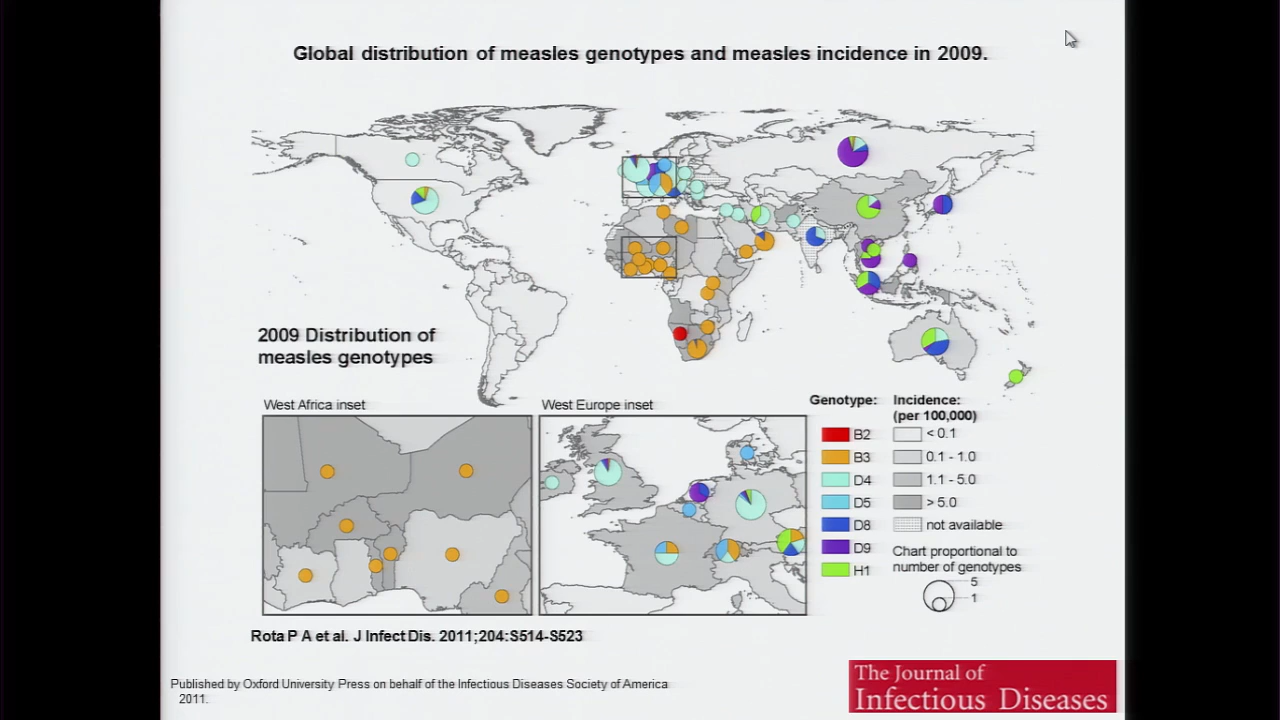 Global distribution of measles genotypes and measles incidence in 2009.
2009 Distribution of
measles genotypes
West Africa inset
West Europe inset
Genotype:
B2
B3
D4
D5
D8
D9
H1
Incidence:
(per 100,000)
< 0.1
0.1 - 1.0
1.1 - 5.0
> 5.0
not available
Chart proportional to
number of genotypes
5
1
Rota P A et al. J Infect Dis. 2011;204:S514-S523
Published by Oxford University Press on behalf of the Infectious Diseases Society of America
2011.
The Journal of
Infectious Diseases